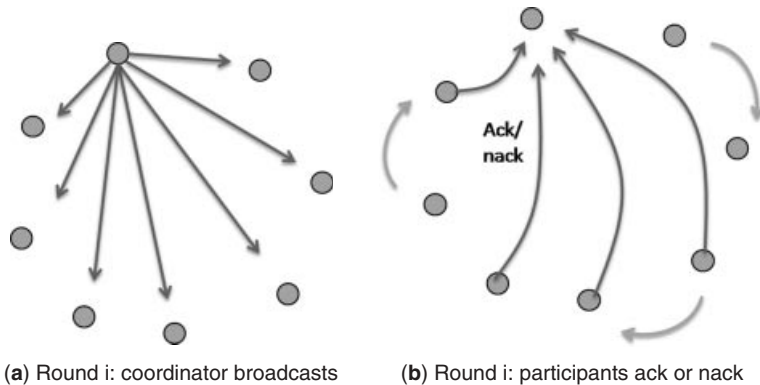 Ack/
nack
(a) Round i: coordinator broadcasts
(b) Round i: participants ack or nack